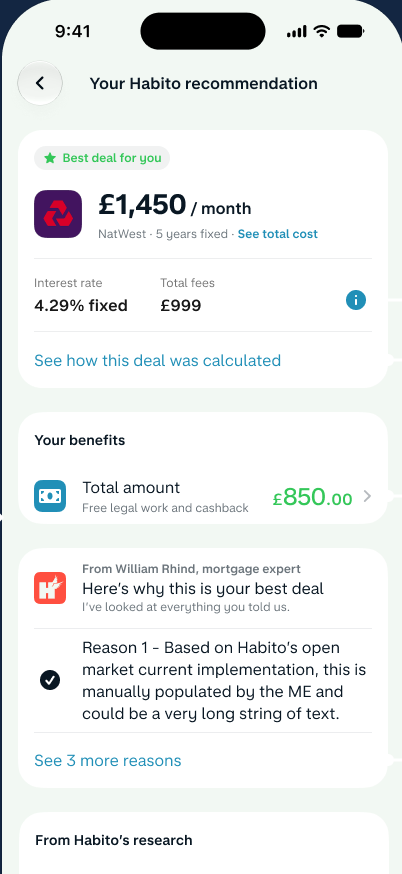 9:41
Your Habito recommendation
Best deal for you
£1,450 / month
NatWest · 5 years fixed · See total cost
Interest rate
Total fees
4.29% fixed
£999
See how this deal was calculated
Your benefits
Total amount
£850.00
Free legal work and cashback
From William Rhind, mortgage expert
Here's why this is your best deal
I've looked at everything you told us.
Reason 1 - Based on Habito's open
market current implementation, this is
manually populated by the ME and
could be a very long string of text.
See 3 more reasons
From Habito's research